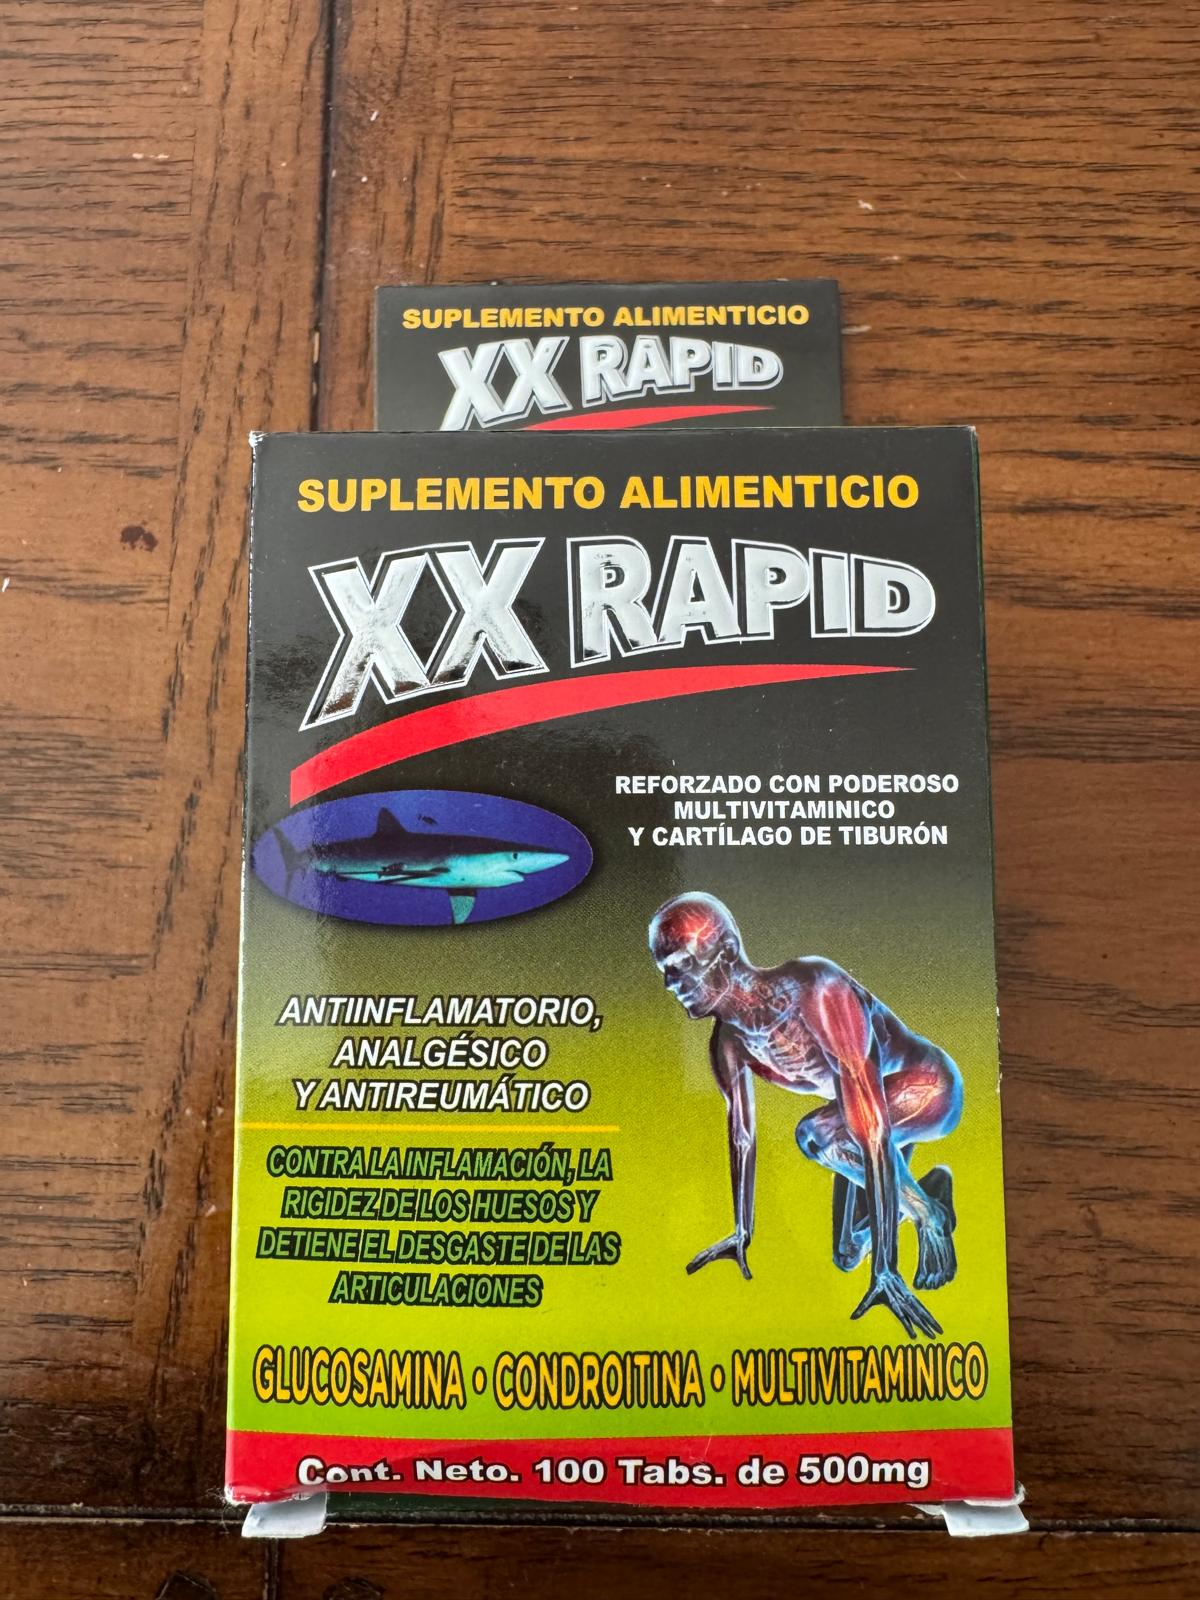 SUPLEMENTO ALIMENTICIO
XX RAPID
SUPLEMENTO ALIMENTICIO
XX RAPID
REFORZADO CON PODEROSO
MULTIVITAMINICO
Y CARTÍLAGO DE TIBURÓN
ANTIINFLAMATORIO,
ANALGÉSICO
Y ANTIREUMÁTICO
CONTRA LA INFLAMACIÓN, LA
RIGIDEZ DE LOS HUESOS Y
DETIENE EL DESGASTE DE LAS
ARTICULACIONES
GLUCOSAMINA • CONDROITINA • MULTIVITAMINICO
Cont. Neto. 100 Tabs. de 500mg